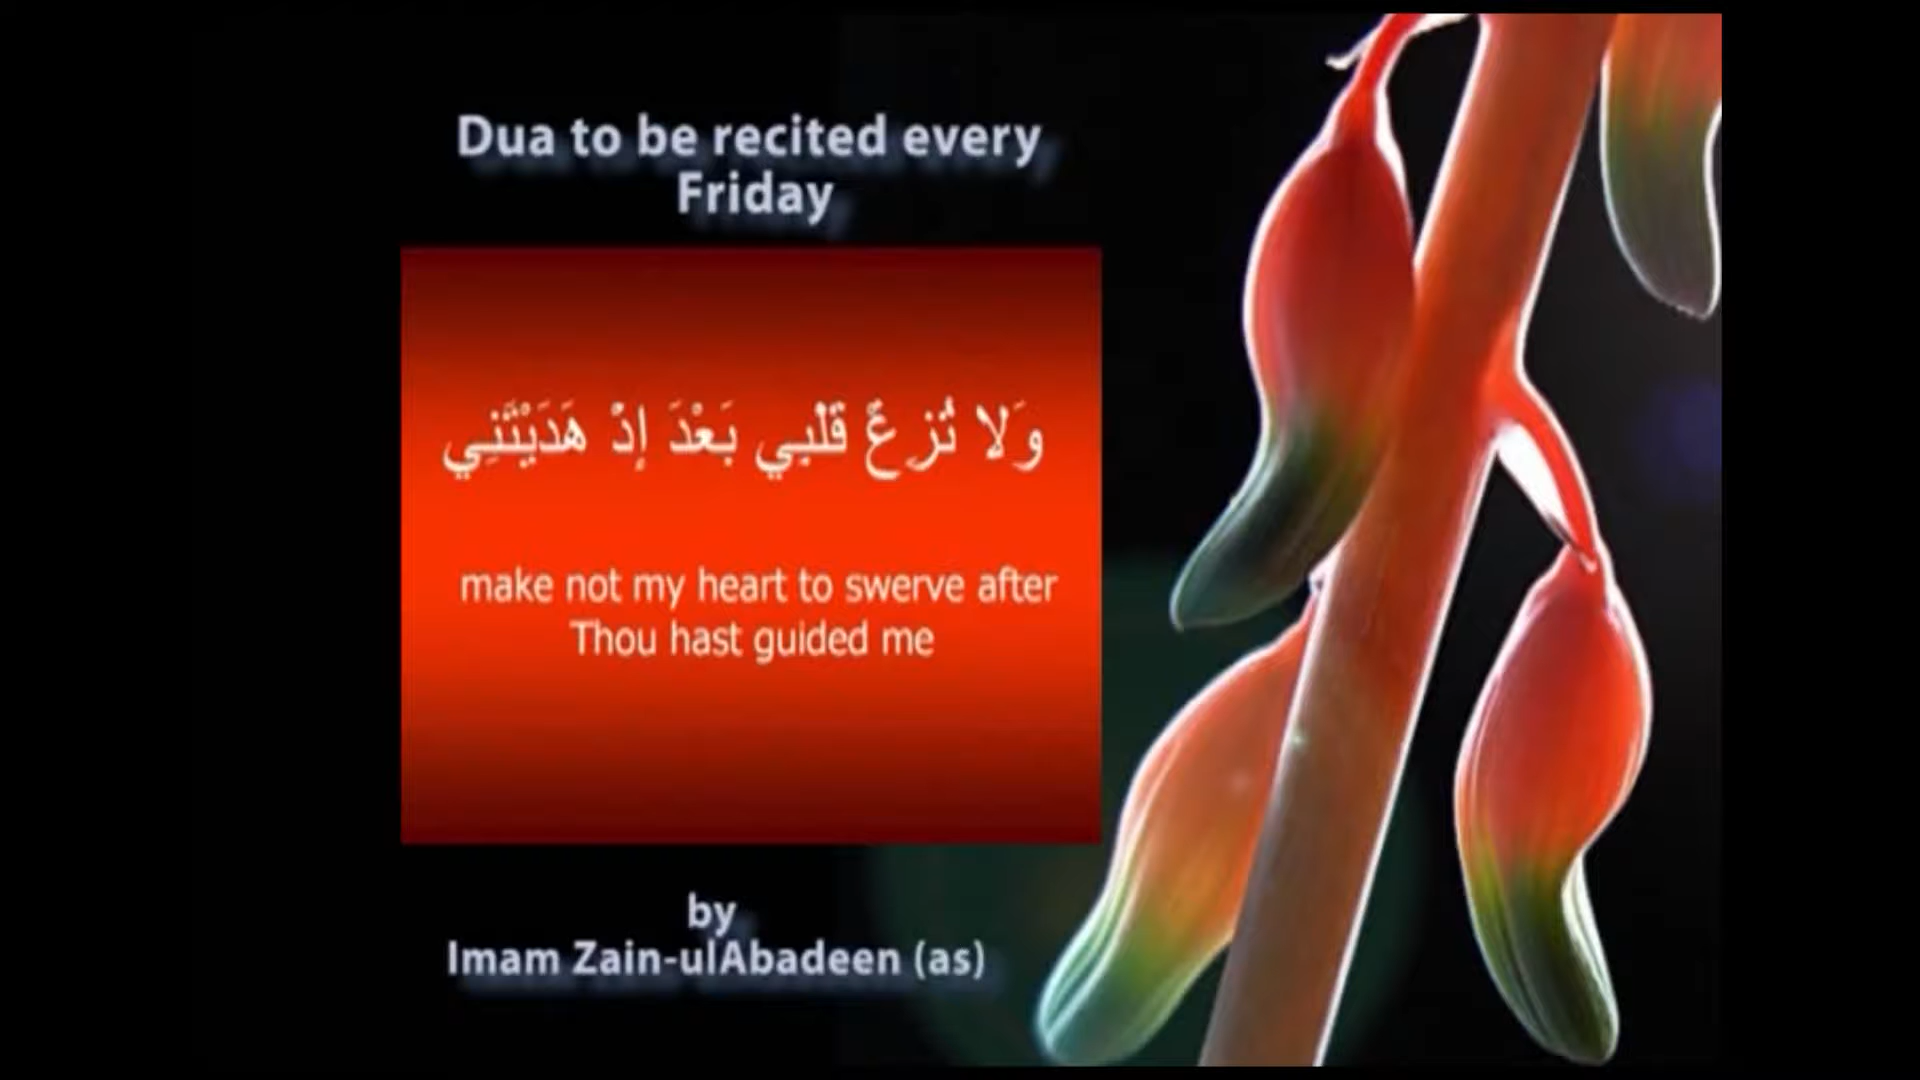 Dua to be recited every
Friday
وَلا تُزِغْ قَلْبِي بَعْدَ إِذْ هَدَيْتَنِي
make not my heart to swerve after
Thou hast guided me
by
Imam Zain-ulAbadeen (as)